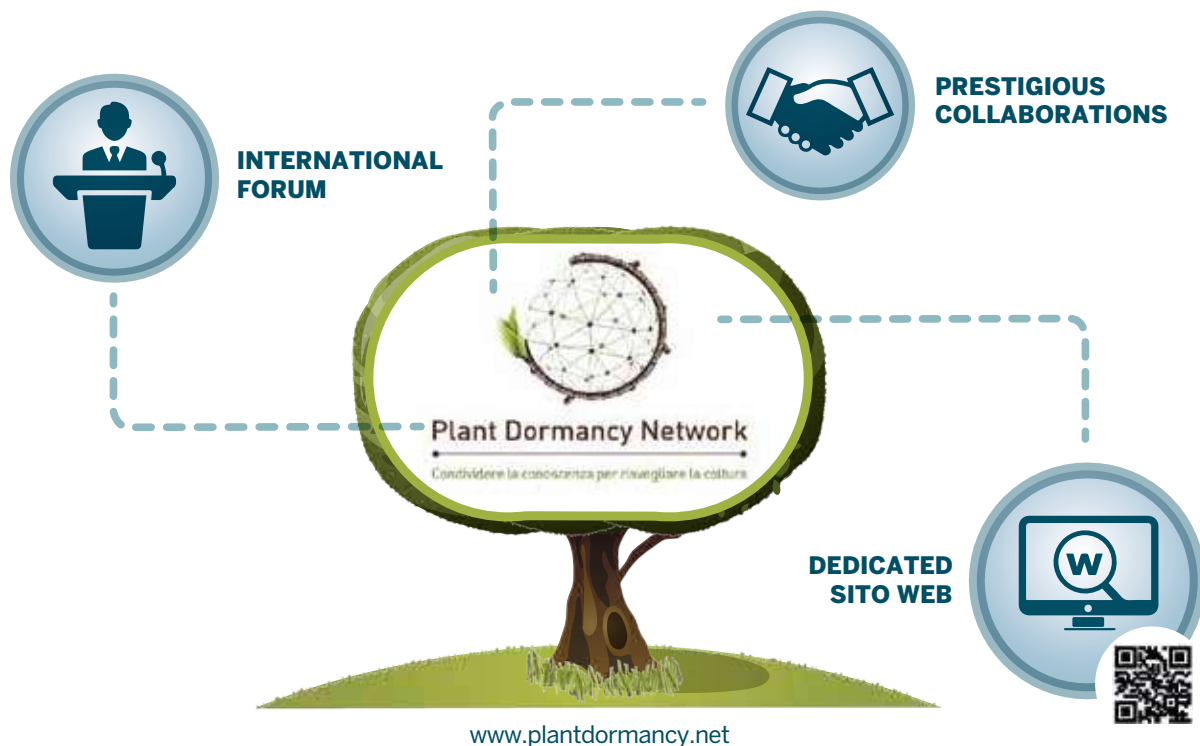 PRESTIGIOUS
COLLABORATIONS
INTERNATIONAL
FORUM
Plant Dormancy Network
Condividere la conoscenza per risvegliare la coltura
DEDICATED
SITO WEB
W
www.plantdormancy.net